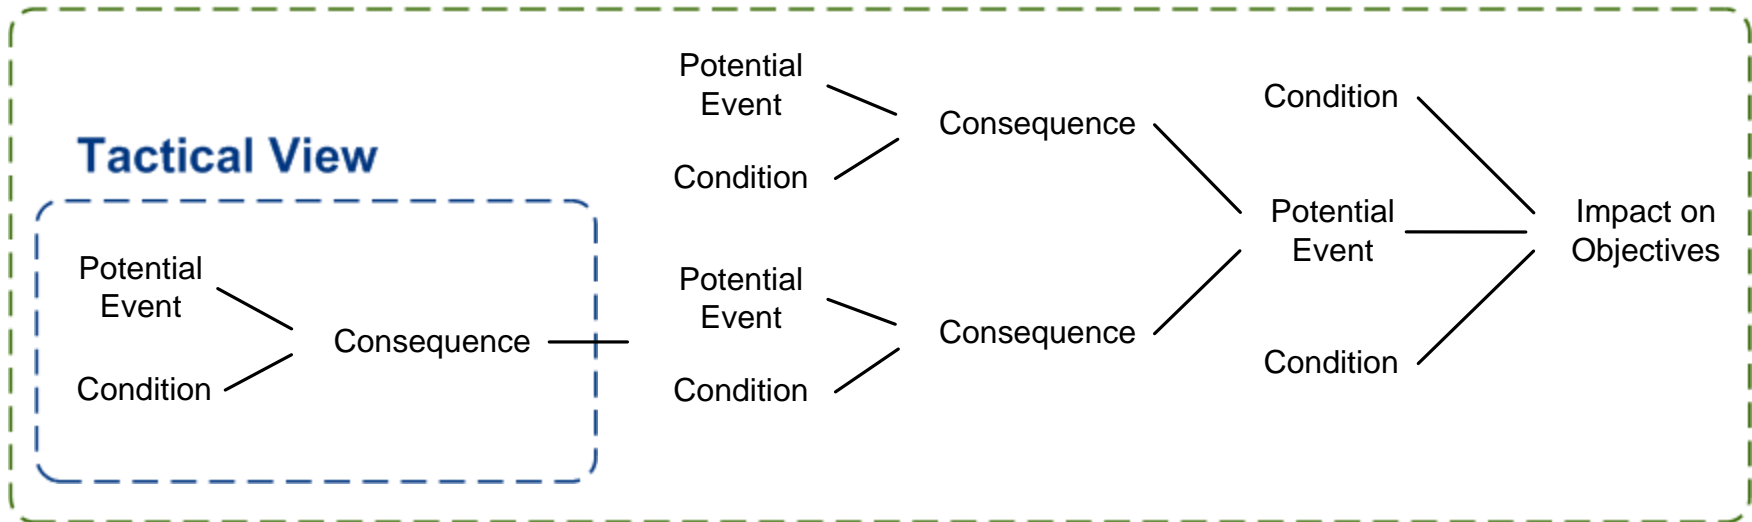 Tactical View
Potential
Event
Condition
Consequence
Potential
Event
Condition
Consequence
Potential
Event
Condition
Consequence
Condition
Potential
Event
Condition
Impact on
Objectives